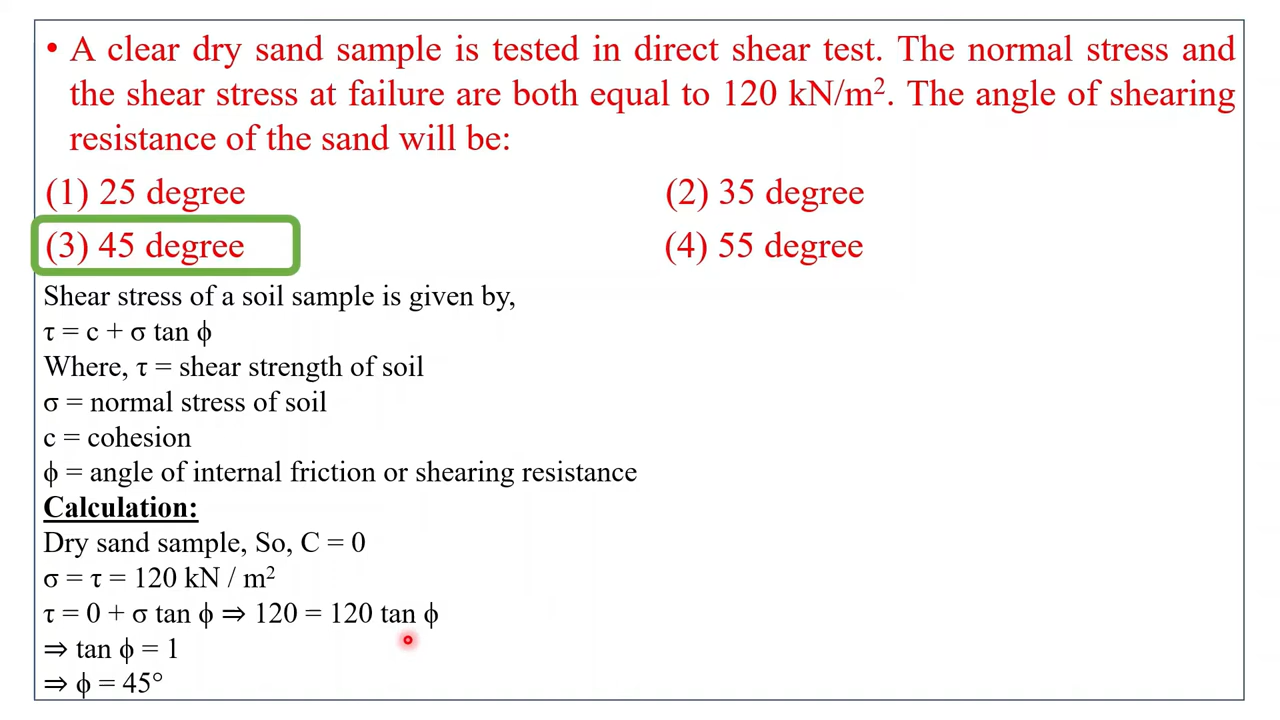 • A clear dry sand sample is tested in direct shear test. The normal stress and
the shear stress at failure are both equal to 120 kN/m². The angle of shearing
resistance of the sand will be:
(1) 25 degree (2) 35 degree
(3) 45 degree (4) 55 degree
Shear stress of a soil sample is given by,
τ = c + σ tan ϕ
Where, τ = shear strength of soil
σ = normal stress of soil
c = cohesion
ϕ = angle of internal friction or shearing resistance
Calculation:
Dry sand sample, So, C = 0
σ = τ = 120 kN / m²
τ = 0 + σ tan ϕ ⇒ 120 = 120 tan ϕ
⇒ tan ϕ = 1
⇒ ϕ = 45°